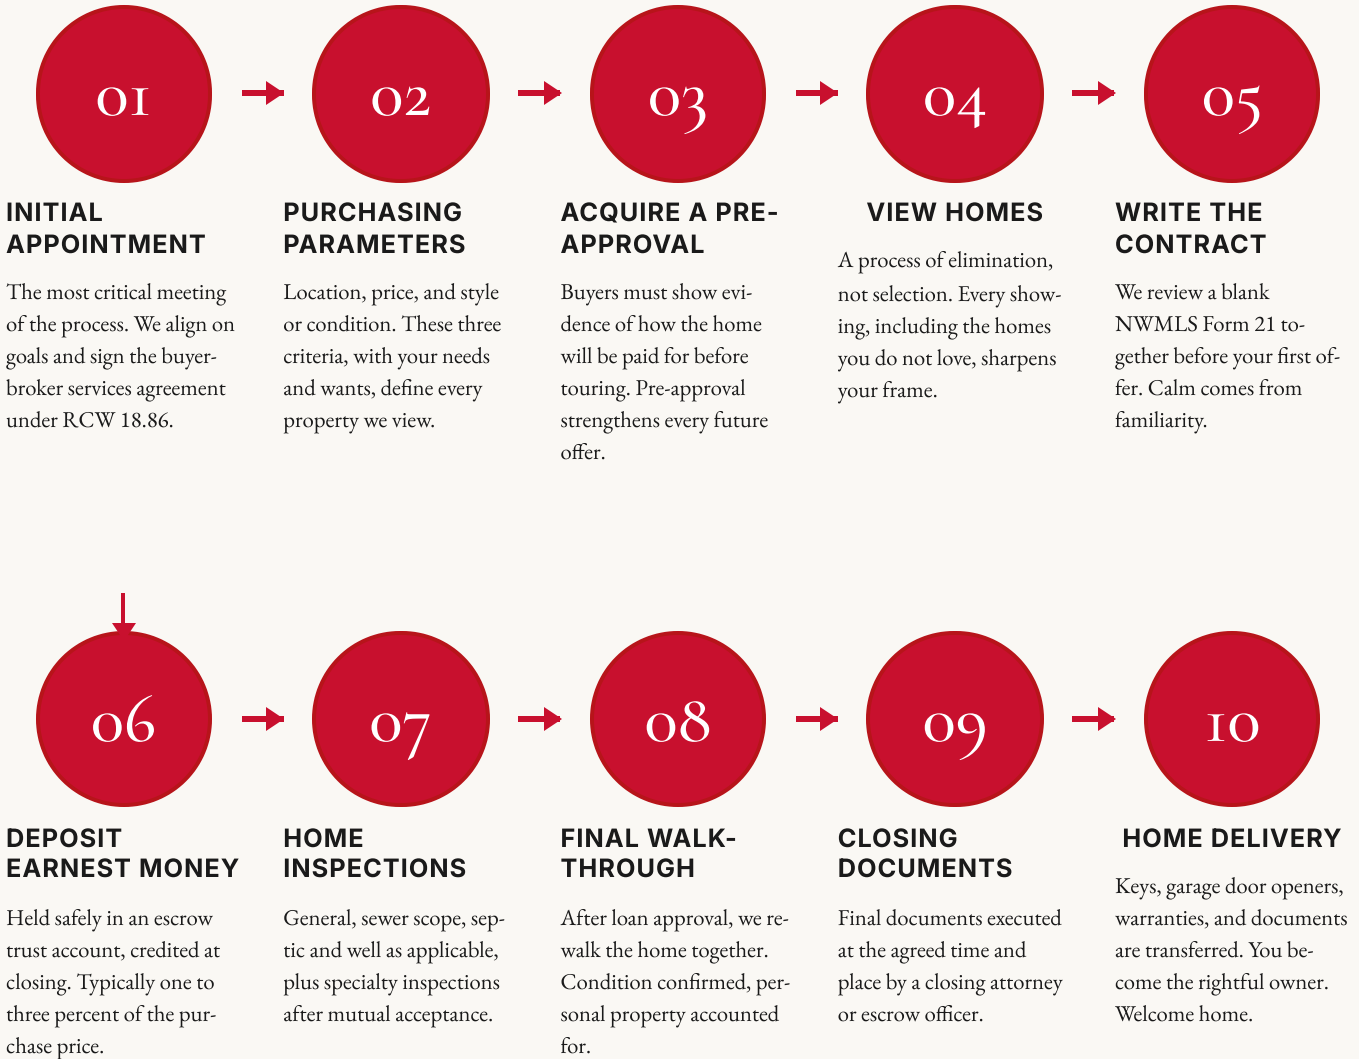 01
INITIAL
APPOINTMENT
The most critical meeting
of the process. We align on
goals and sign the buyer-
broker services agreement
under RCW 18.86.
02
PURCHASING
PARAMETERS
Location, price, and style
or condition. These three
criteria, with your needs
and wants, define every
property we view.
03
ACQUIRE A PRE-
APPROVAL
Buyers must show evi-
dence of how the home
will be paid for before
touring. Pre-approval
strengthens every future
offer.
04
VIEW HOMES
A process of elimination,
not selection. Every show-
ing, including the homes
you do not love, sharpens
your frame.
05
WRITE THE
CONTRACT
We review a blank
NWMLS Form 21 to-
gether before your first of-
fer. Calm comes from
familiarity.
06
DEPOSIT
EARNEST MONEY
Held safely in an escrow
trust account, credited at
closing. Typically one to
three percent of the pur-
chase price.
07
HOME
INSPECTIONS
General, sewer scope, sep-
tic and well as applicable,
plus specialty inspections
after mutual acceptance.
08
FINAL WALK-
THROUGH
After loan approval, we re-
walk the home together.
Condition confirmed, per-
sonal property accounted
for.
09
CLOSING
DOCUMENTS
Final documents executed
at the agreed time and
place by a closing attorney
or escrow officer.
10
HOME DELIVERY
Keys, garage door openers,
warranties, and documents
are transferred. You be-
come the rightful owner.
Welcome home.